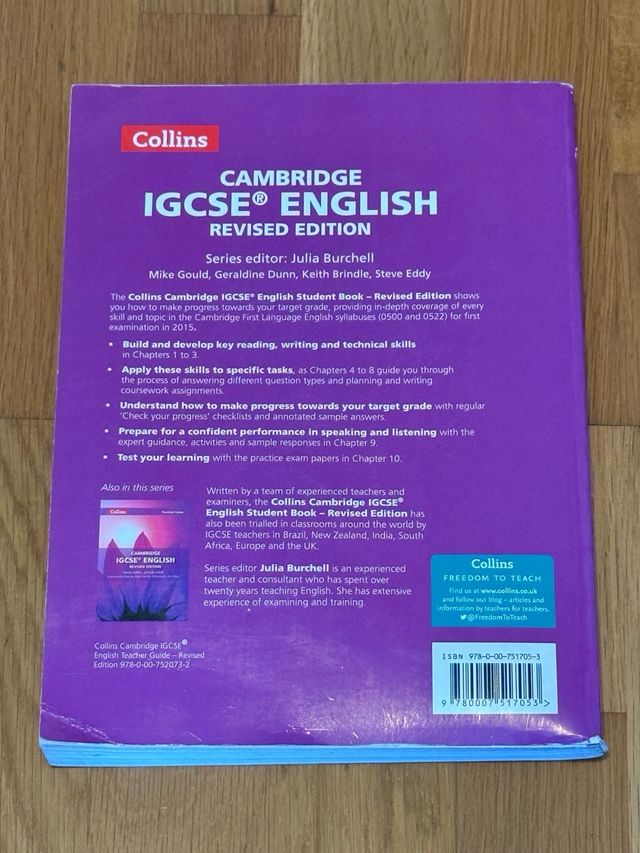 Collins
CAMBRIDGE
IGCSE® ENGLISH
REVISED EDITION
Series editor: Julia Burchell
Mike Gould, Geraldine Dunn, Keith Brindle, Steve Eddy
The Collins Cambridge IGCSE® English Student Book – Revised Edition shows
you how to make progress towards your target grade, providing in-depth coverage of every
skill and topic in the Cambridge First Language English syllabuses (0500 and 0522) for first
examination in 2015.
• Build and develop key reading, writing and technical skills
in Chapters 1 to 3.
• Apply these skills to specific tasks, as Chapters 4 to 8 guide you through
the process of answering different question types and planning and writing
coursework assignments.
• Understand how to make progress towards your target grade with regular
'Check your progress' checklists and annotated sample answers.
• Prepare for a confident performance in speaking and listening with the
expert guidance, activities and sample responses in Chapter 9.
• Test your learning with the practice exam papers in Chapter 10.
Also in this series
Collins
Teacher Guide
CAMBRIDGE
IGCSE® ENGLISH
REVISED EDITION
Collins Cambridge IGCSE®
English Teacher Guide – Revised
Edition 978-0-00-752073-2
Written by a team of experienced teachers and
examiners, the Collins Cambridge IGCSE®
English Student Book – Revised Edition has
also been trialled in classrooms around the world by
IGCSE teachers in Brazil, New Zealand, India, South
Africa, Europe and the UK.
Series editor Julia Burchell is an experienced
teacher and consultant who has spent over
twenty years teaching English. She has extensive
experience of examining and training.
Collins
FREEDOM TO TEACH
Find us at www.collins.co.uk
and follow our blog – articles and
information by teachers for teachers.
@FreedomToTeach
ISBN 978-0-00-751705-3
9 780007 517053 >